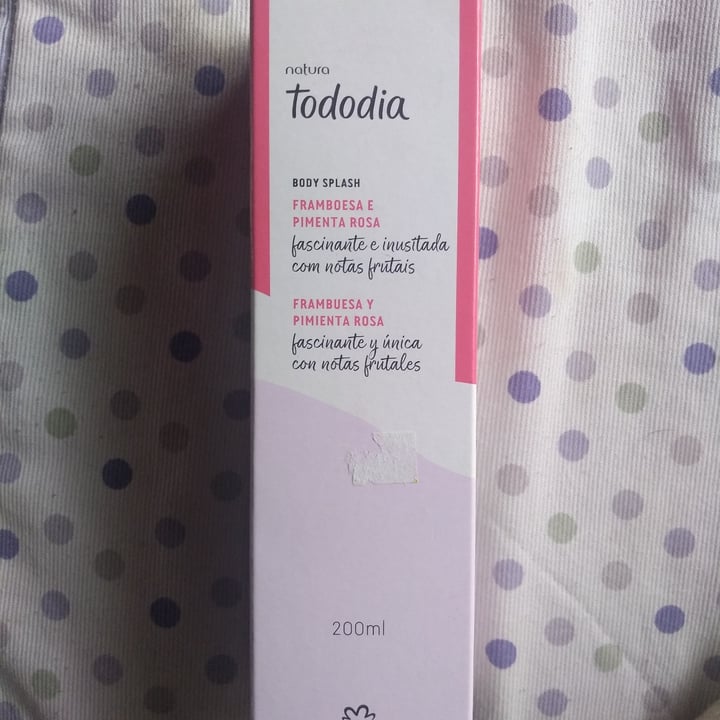 natura
Tododia
BODY SPLASH
FRAMBOESA E
PIMENTA ROSA
fascinante e inusitada
com notas frutais
FRAMBUESA Y
PIMIENTA ROSA
fascinante y única
con notas frutales
200ml